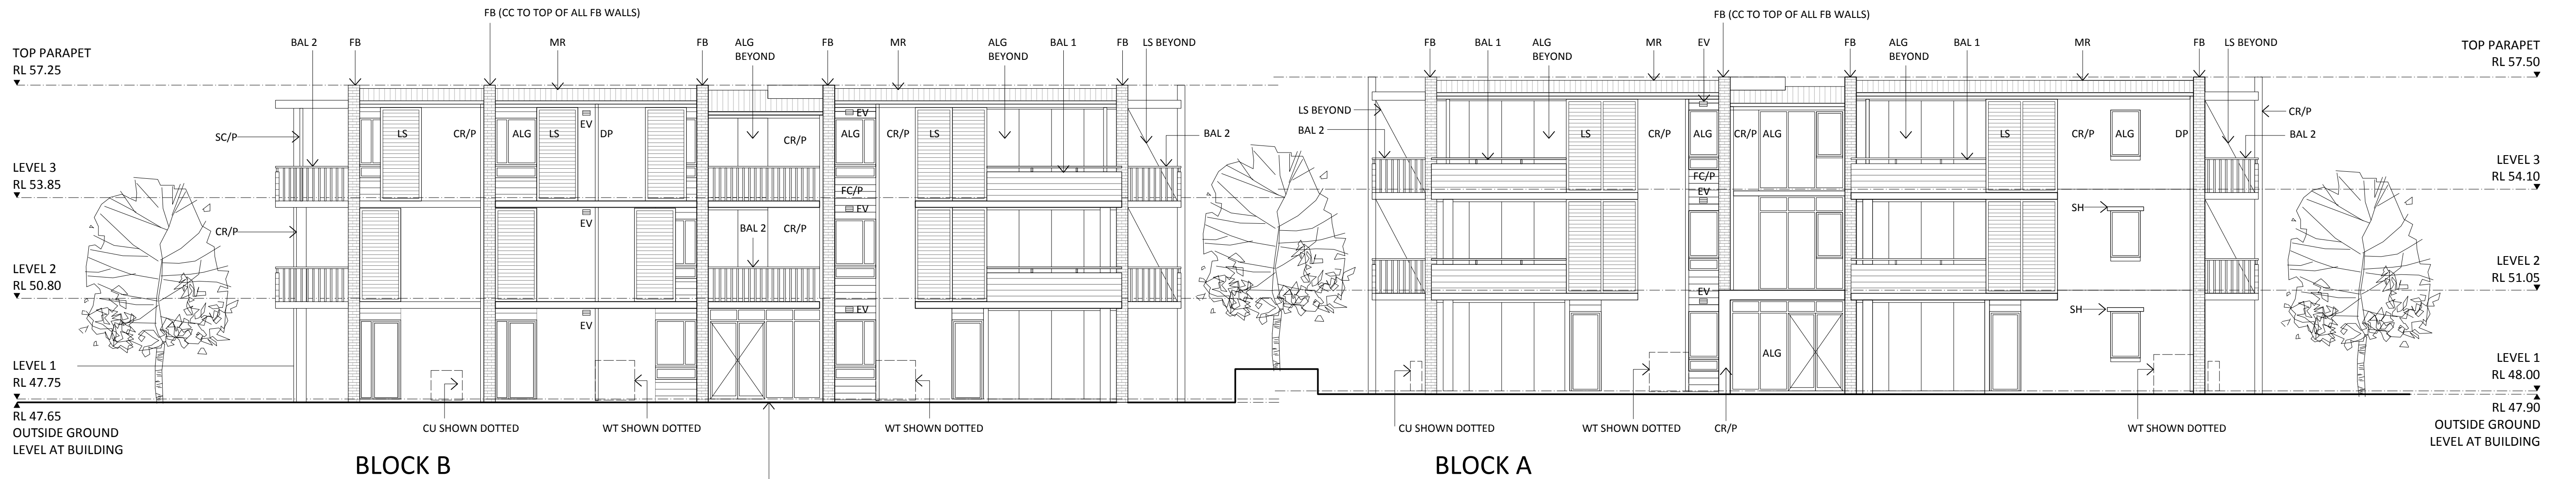 FB (CC TO TOP OF ALL FB WALLS)
FB (CC TO TOP OF ALL FB WALLS)
TOP PARAPET
RL 57.25
BAL 2
FB
MR
FB
ALG
BEYOND
FB
MR
ALG
BEYOND
BAL 1
FB
LS BEYOND
FB
BAL 1
ALG
BEYOND
MR
EV
FB
ALG
BEYOND
BAL 1
MR
FB
LS BEYOND
TOP PARAPET
RL 57.50
SC/P
LS
CR/P
ALG
LS
EV
DP
CR/P
EV
ALG
CR/P
LS
BAL 2
LS BEYOND
BAL 2
LS
CR/P
ALG
CR/P
ALG
LS
CR/P
ALG
DP
CR/P
BAL 2
LEVEL 3
RL 53.85
FC/P
EV
FC/P
EV
LEVEL 3
RL 54.10
CR/P
EV
BAL 2
CR/P
SH
LEVEL 2
RL 50.80
LEVEL 2
RL 51.05
EV
EV
EV
SH
LEVEL 1
RL 47.75
ALG
LEVEL 1
RL 48.00
RL 47.65
OUTSIDE GROUND
LEVEL AT BUILDING
CU SHOWN DOTTED
WT SHOWN DOTTED
WT SHOWN DOTTED
CU SHOWN DOTTED
WT SHOWN DOTTED
CR/P
WT SHOWN DOTTED
RL 47.90
OUTSIDE GROUND
LEVEL AT BUILDING
BLOCK B
BLOCK A